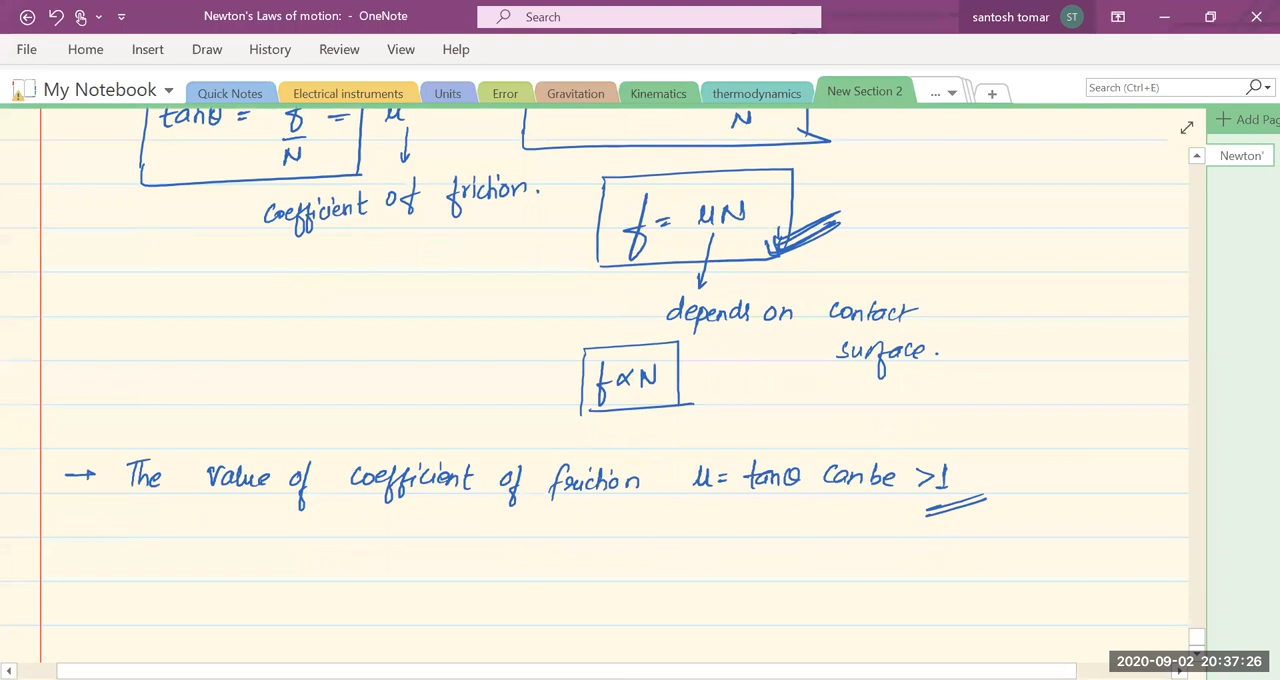 Newton's Laws of motion: - OneNote
Search
santosh tomar
ST
File Home Insert Draw History Review View Help
My Notebook
Quick Notes
Electrical instruments
Units
Error
Gravitation
Kinematics
thermodynamics
New Section 2
...
+
Search (Ctrl+E)
Add Pag
Newton'
tanθ = f/N = μ
N
coefficient of friction.
f = μN
depends on contact
surface.
f ∝ N
→ The value of coefficient of friction μ = tanθ can be >1
2020-09-02 20:37:26